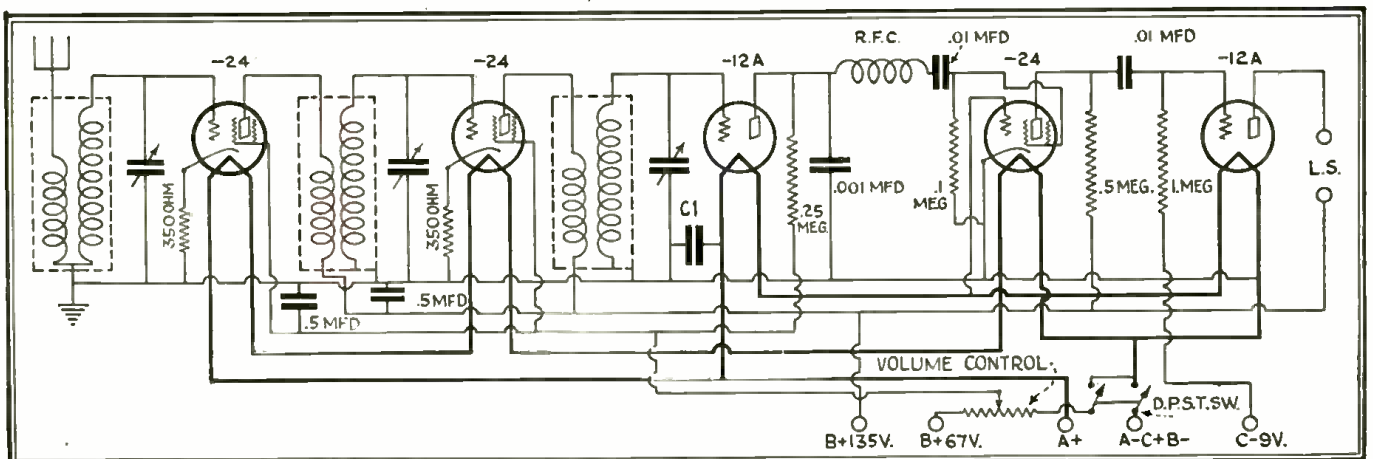 R.F.C.
.01 MFD
.01 MFD
-24
-24
-12A
-24
-12A
350 OHM
350 OHM
C1
.25 MEG.
.001 MFD
.1 MEG
.5 MEG.
1. MEG
L.S.
.5 MFD
.5 MFD
VOLUME CONTROL
D.P.S.T. SW.
B+135V.
B+67V.
A+
A-C+B-
C-9V.